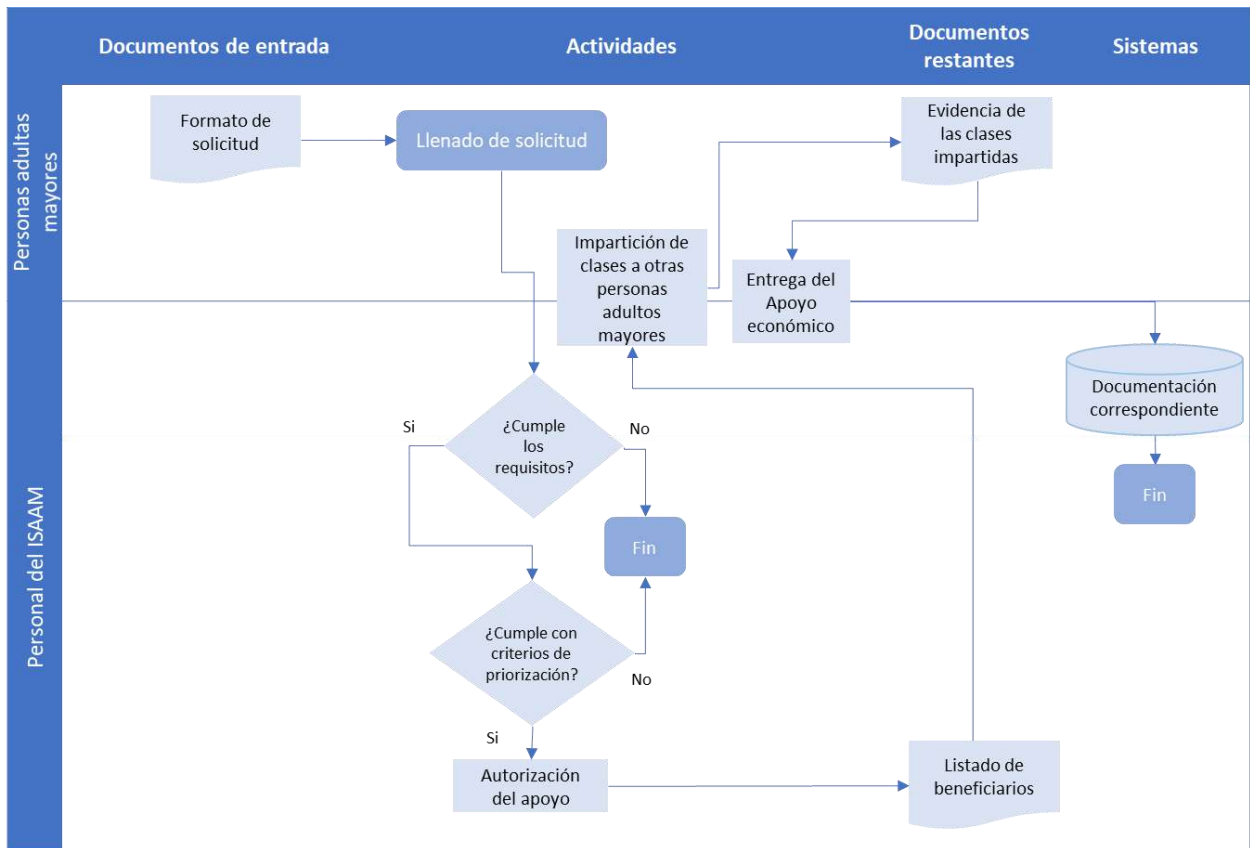 Documentos de entrada
Actividades
Documentos
restantes
Sistemas
Personas adultas
mayores
Formato de
solicitud
Llenado de solicitud
Evidencia de
las clases
impartidas
Impartición de
clases a otras
personas
adultos
mayores
Entrega del
Apoyo
económico
Personal del ISAAM
Documentación
correspondiente
Si
¿Cumple
los
requisitos?
No
Fin
Fin
¿Cumple con
criterios de
priorización?
No
Si
Autorización
del apoyo
Listado de
beneficiarios